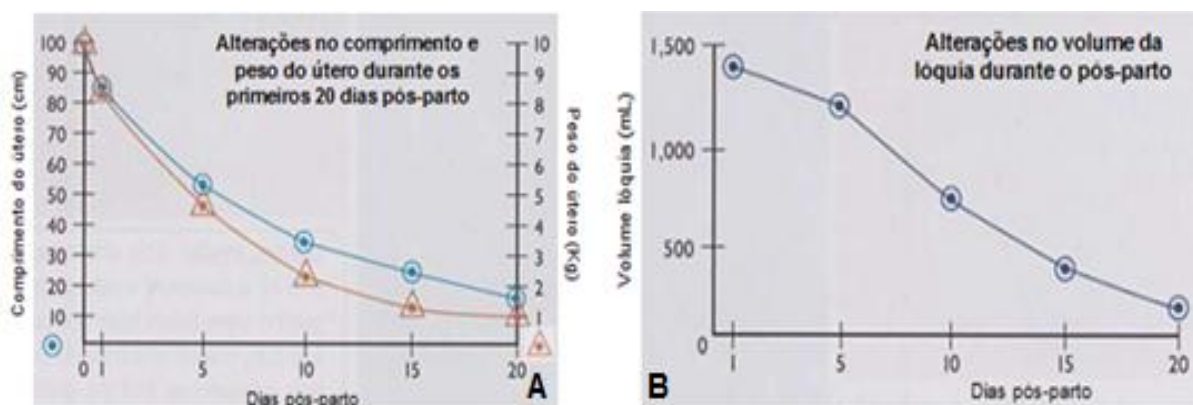 Alterações no comprimento e
peso do útero durante os
primeiros 20 dias pós-parto
Comprimento do útero (cm)
100
90
80
70
60
50
40
30
20
10
0 1 5 10 15 20
Dias pós-parto
10
9
8
7
6
5
4
3
2
1
Peso do útero (Kg)
A
Alterações no volume da
lóquia durante o pós-parto
Volume lóquia (mL)
1,500
1,000
500
0
1 5 10 15 20
Dias pós-parto
B